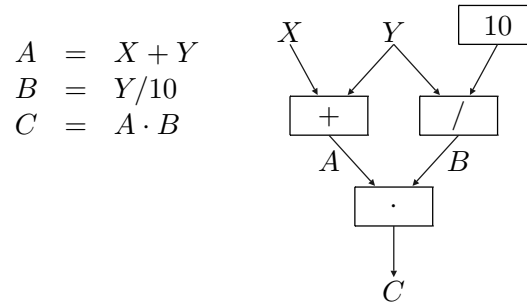 A = X + Y
B = Y/10
C = A · B
X Y 10
+ /
A B
·
C